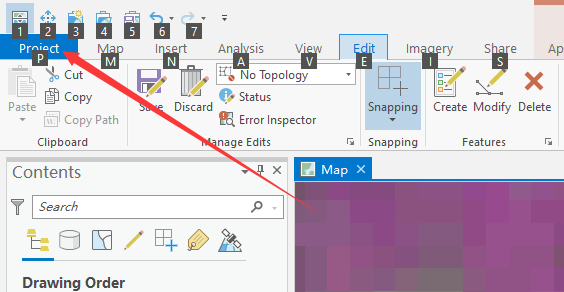 1 2 3 4 5 6 7
Project Map Insert Analysis View Edit Imagery Share Ap
P M N A V E I S
Cut
Copy
Copy Path
Paste
Clipboard
Save Discard
No Topology
Status
Error Inspector
Manage Edits
Snapping
Snapping
Create Modify Delete
Features
Contents
Search
Drawing Order
Map